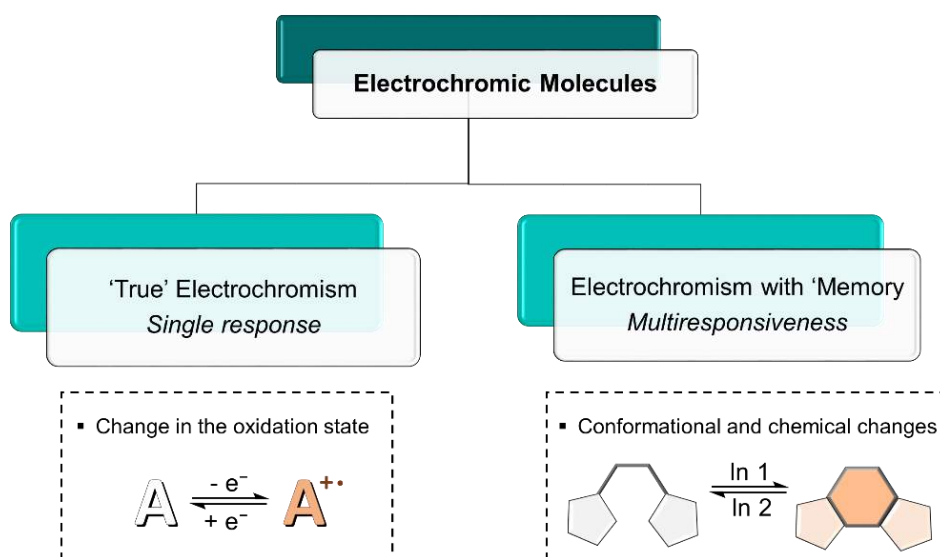 Electrochromic Molecules
‘True’ Electrochromism
Single response
Electrochromism with ‘Memory
Multiresponsiveness
▪ Change in the oxidation state
A - e⁻ + e⁻ A⁺•
▪ Conformational and chemical changes
In 1
In 2